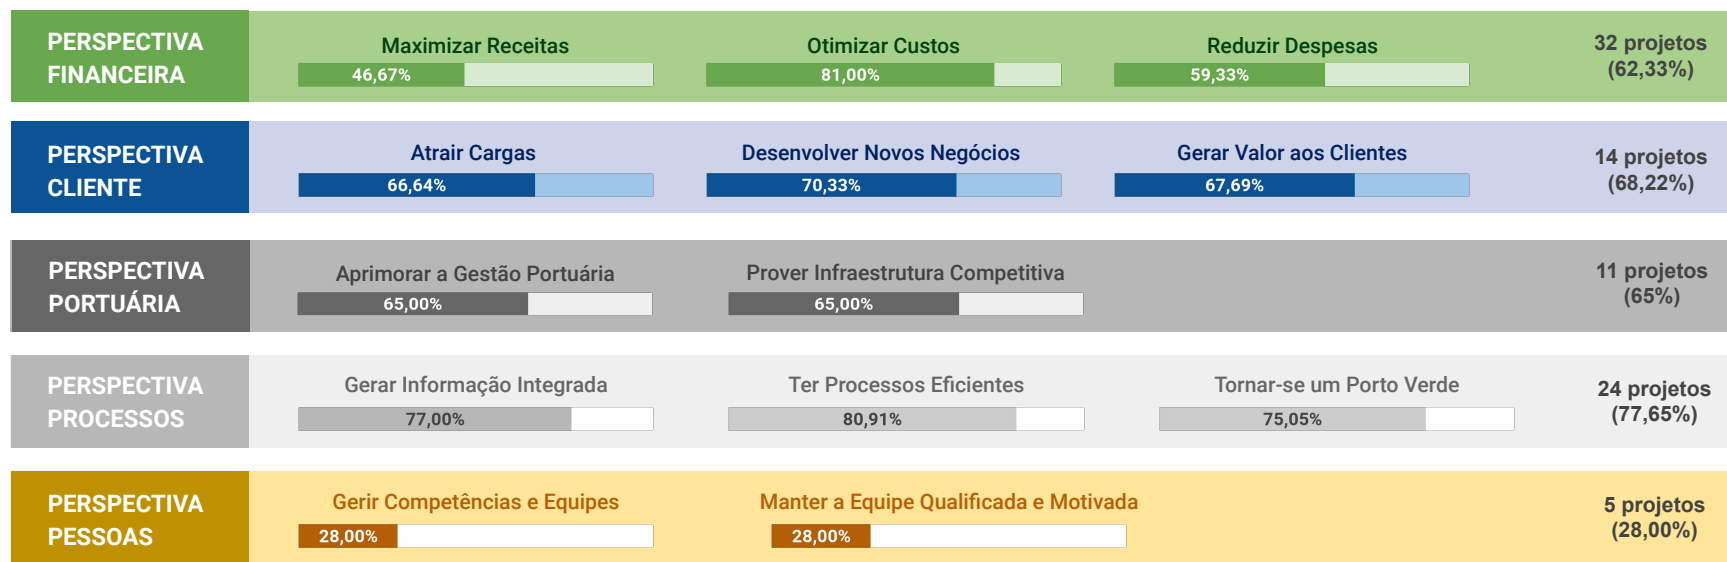 PERSPECTIVA
FINANCEIRA
Maximizar Receitas
46,67%
Otimizar Custos
81,00%
Reduzir Despesas
59,33%
32 projetos
(62,33%)
PERSPECTIVA
CLIENTE
Atrair Cargas
66,64%
Desenvolver Novos Negócios
70,33%
Gerar Valor aos Clientes
67,69%
14 projetos
(68,22%)
PERSPECTIVA
PORTUÁRIA
Aprimorar a Gestão Portuária
65,00%
Prover Infraestrutura Competitiva
65,00%
11 projetos
(65%)
PERSPECTIVA
PROCESSOS
Gerar Informação Integrada
77,00%
Ter Processos Eficientes
80,91%
Tornar-se um Porto Verde
75,05%
24 projetos
(77,65%)
PERSPECTIVA
PESSOAS
Gerir Competências e Equipes
28,00%
Manter a Equipe Qualificada e Motivada
28,00%
5 projetos
(28,00%)